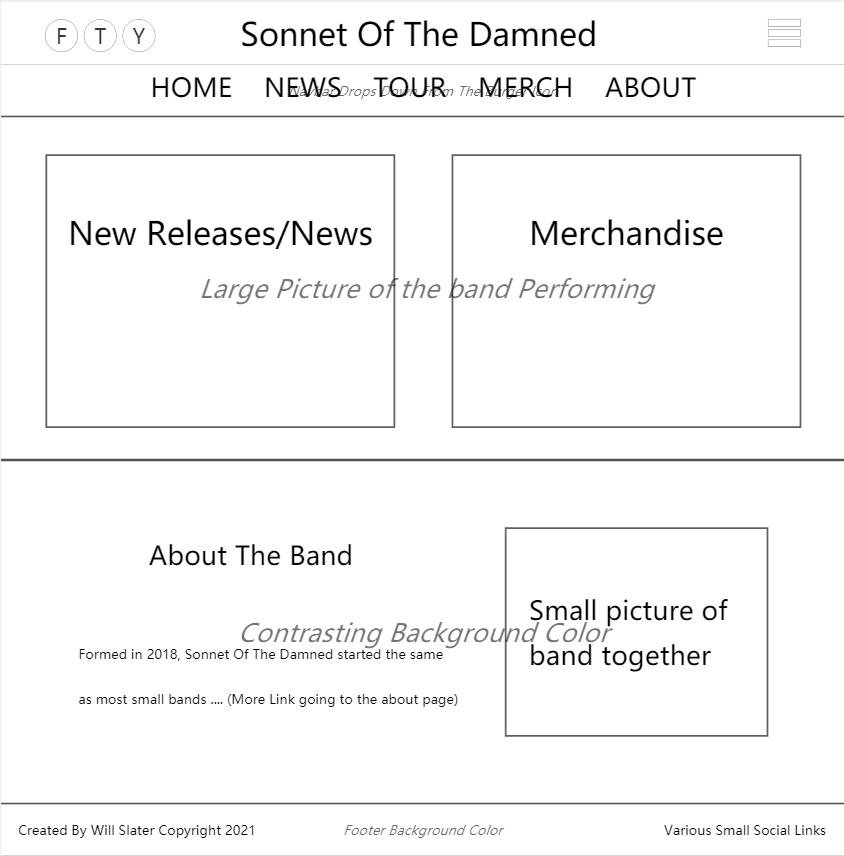 F T Y
Sonnet Of The Damned
HOME NEWS TOUR MERCH ABOUT
Navbar Drops Down From The Burger Icon
New Releases/News
Merchandise
Large Picture of the band Performing
About The Band
Contrasting Background Color
Formed in 2018, Sonnet Of The Damned started the same
as most small bands .... (More Link going to the about page)
Small picture of
band together
Created By Will Slater Copyright 2021
Footer Background Color
Various Small Social Links